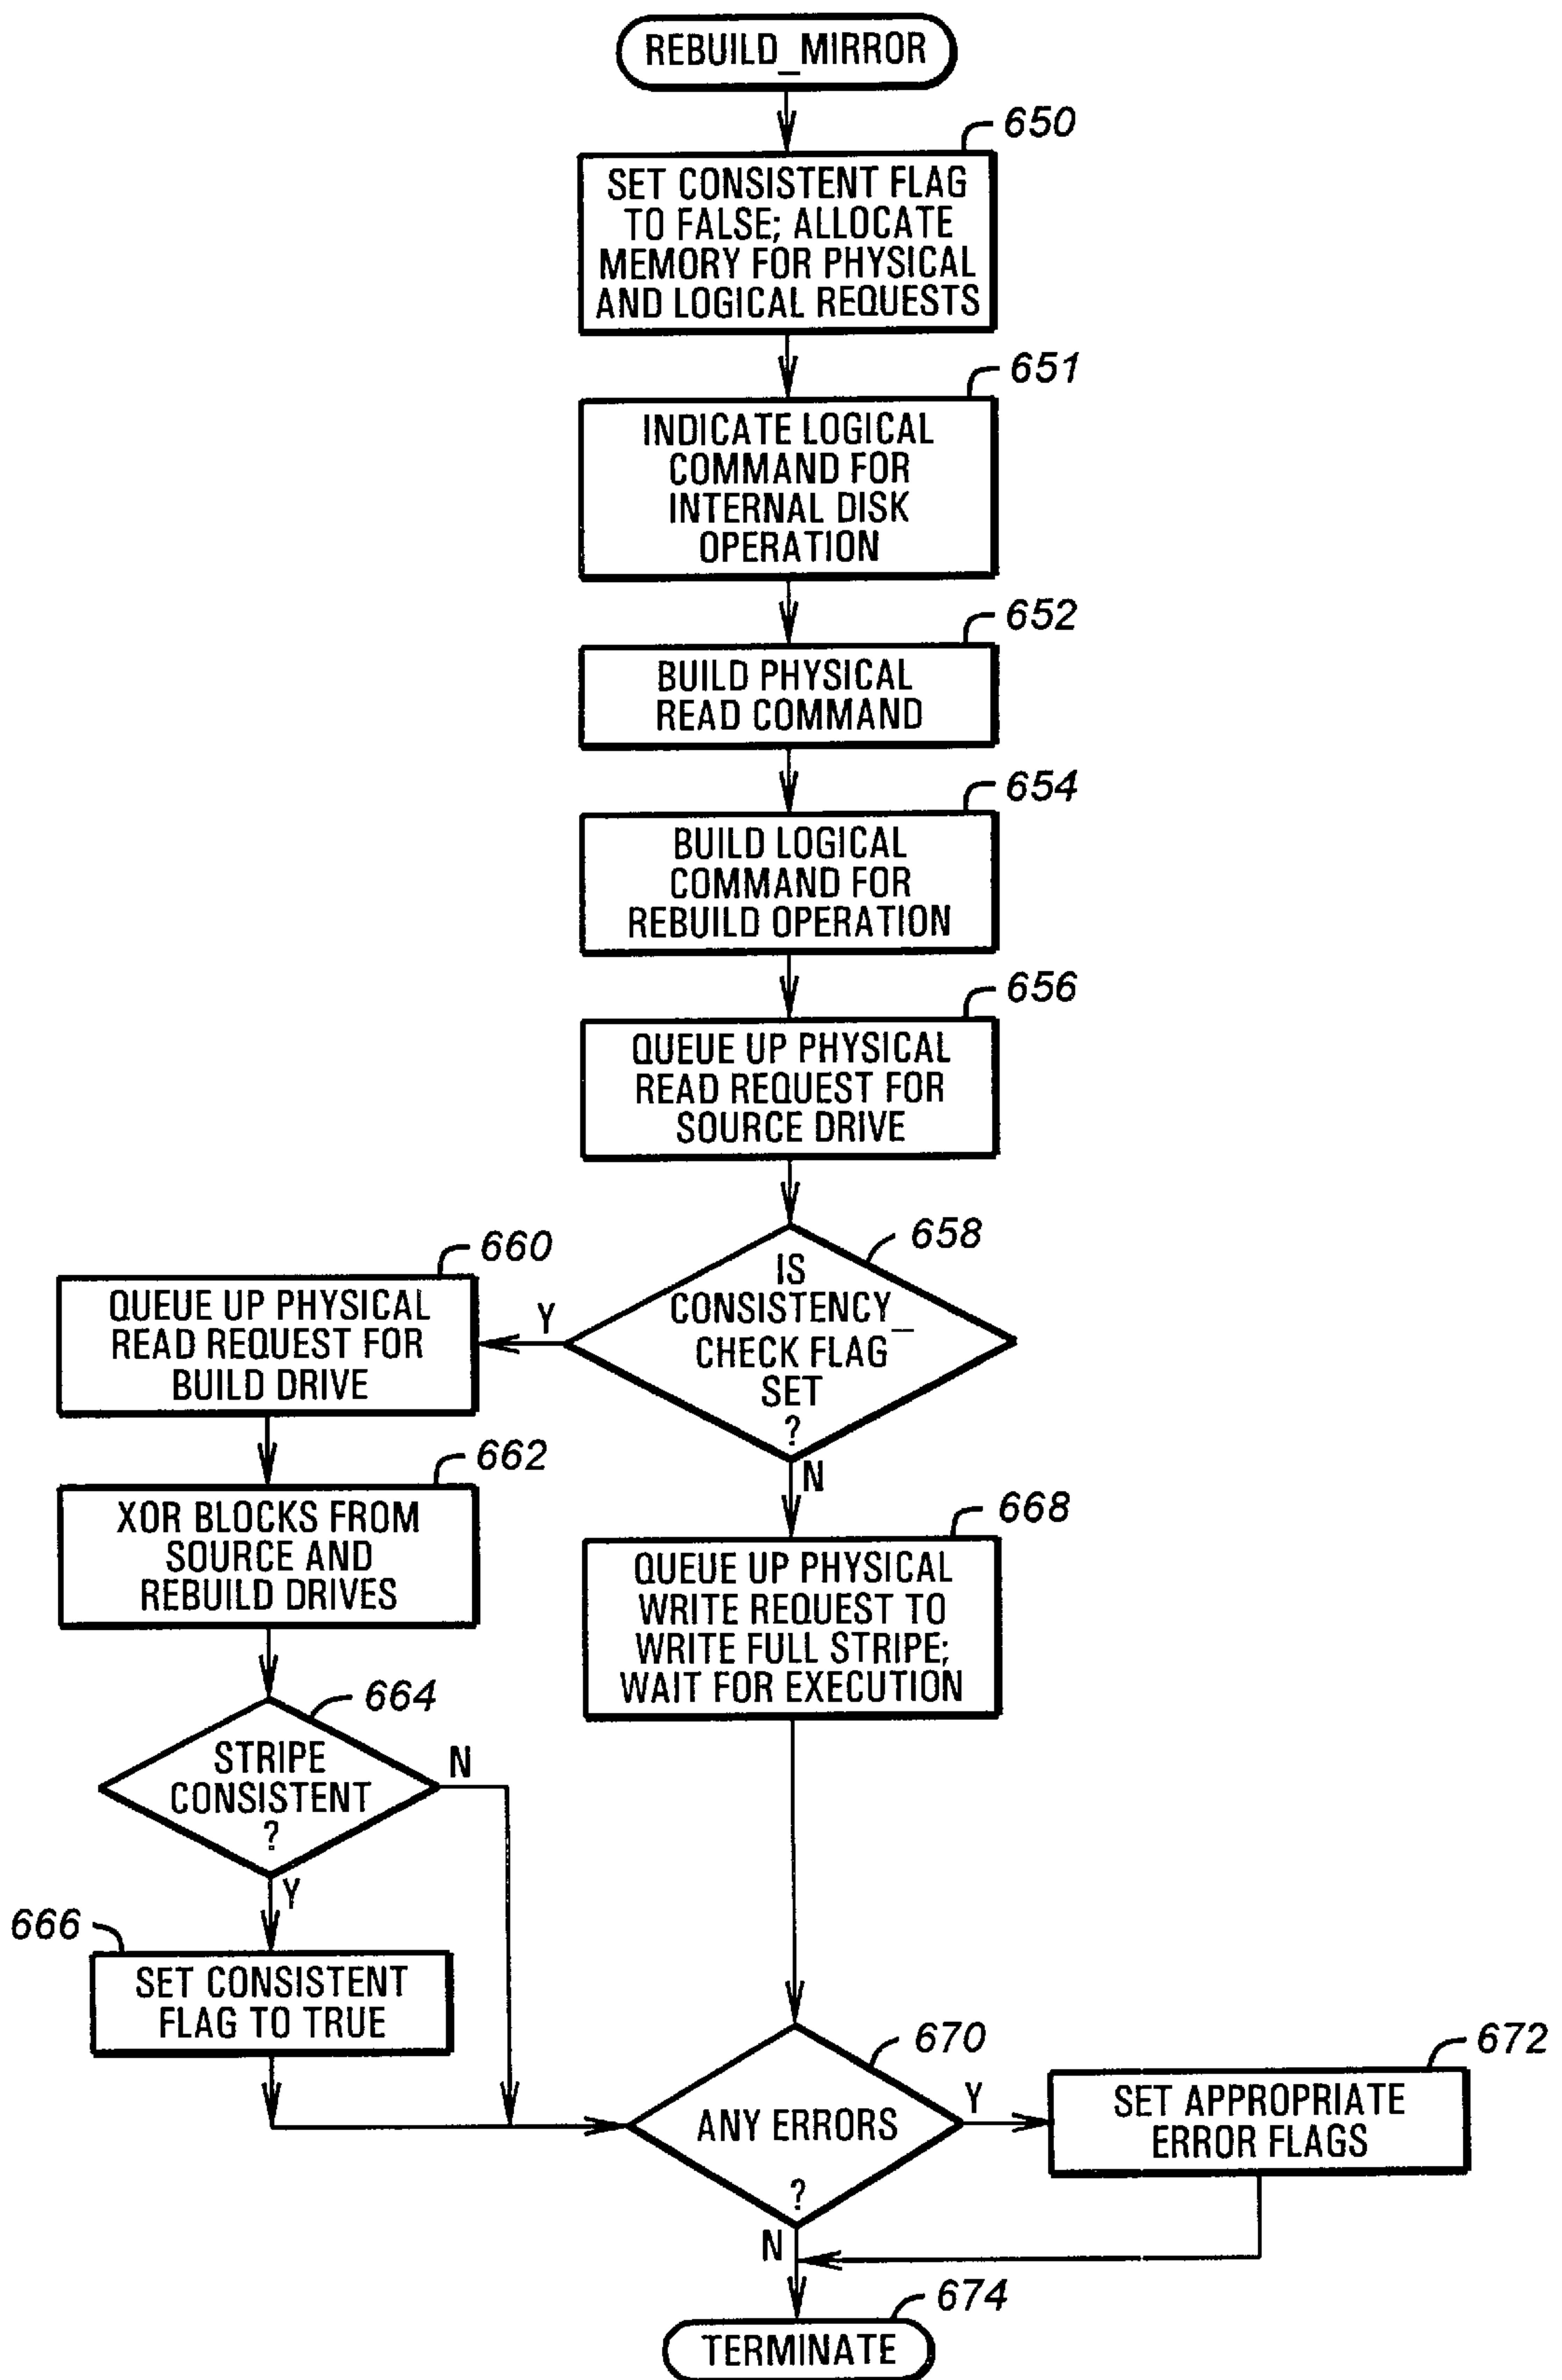 REBUILD_MIRROR
650
SET CONSISTENT FLAG
TO FALSE; ALLOCATE
MEMORY FOR PHYSICAL
AND LOGICAL REQUESTS
651
INDICATE LOGICAL
COMMAND FOR
INTERNAL DISK
OPERATION
652
BUILD PHYSICAL
READ COMMAND
654
BUILD LOGICAL
COMMAND FOR
REBUILD OPERATION
656
QUEUE UP PHYSICAL
READ REQUEST FOR
SOURCE DRIVE
658
IS
CONSISTENCY_
CHECK FLAG
SET
?
Y
N
660
QUEUE UP PHYSICAL
READ REQUEST FOR
BUILD DRIVE
662
XOR BLOCKS FROM
SOURCE AND
REBUILD DRIVES
664
STRIPE
CONSISTENT
?
N
Y
666
SET CONSISTENT
FLAG TO TRUE
668
QUEUE UP PHYSICAL
WRITE REQUEST TO
WRITE FULL STRIPE;
WAIT FOR EXECUTION
670
ANY ERRORS
?
Y
N
672
SET APPROPRIATE
ERROR FLAGS
674
TERMINATE